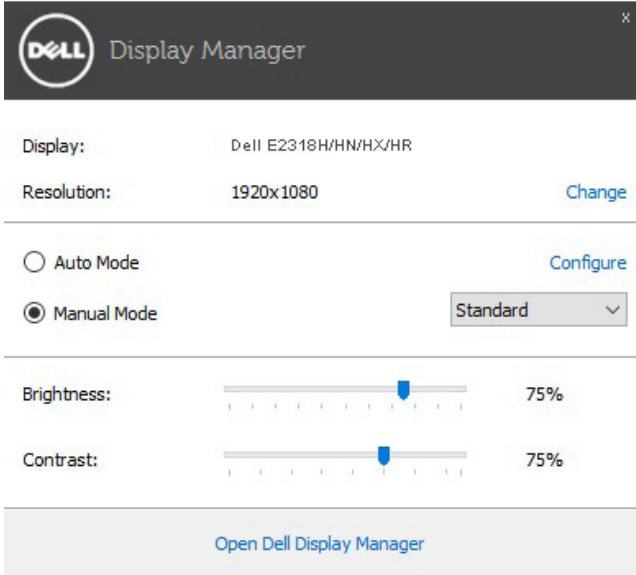 DELL Display Manager X
Display: Dell E2318H/HN/HX/HR
Resolution: 1920x1080 Change
Auto Mode Configure
Manual Mode Standard
Brightness: 75%
Contrast: 75%
Open Dell Display Manager